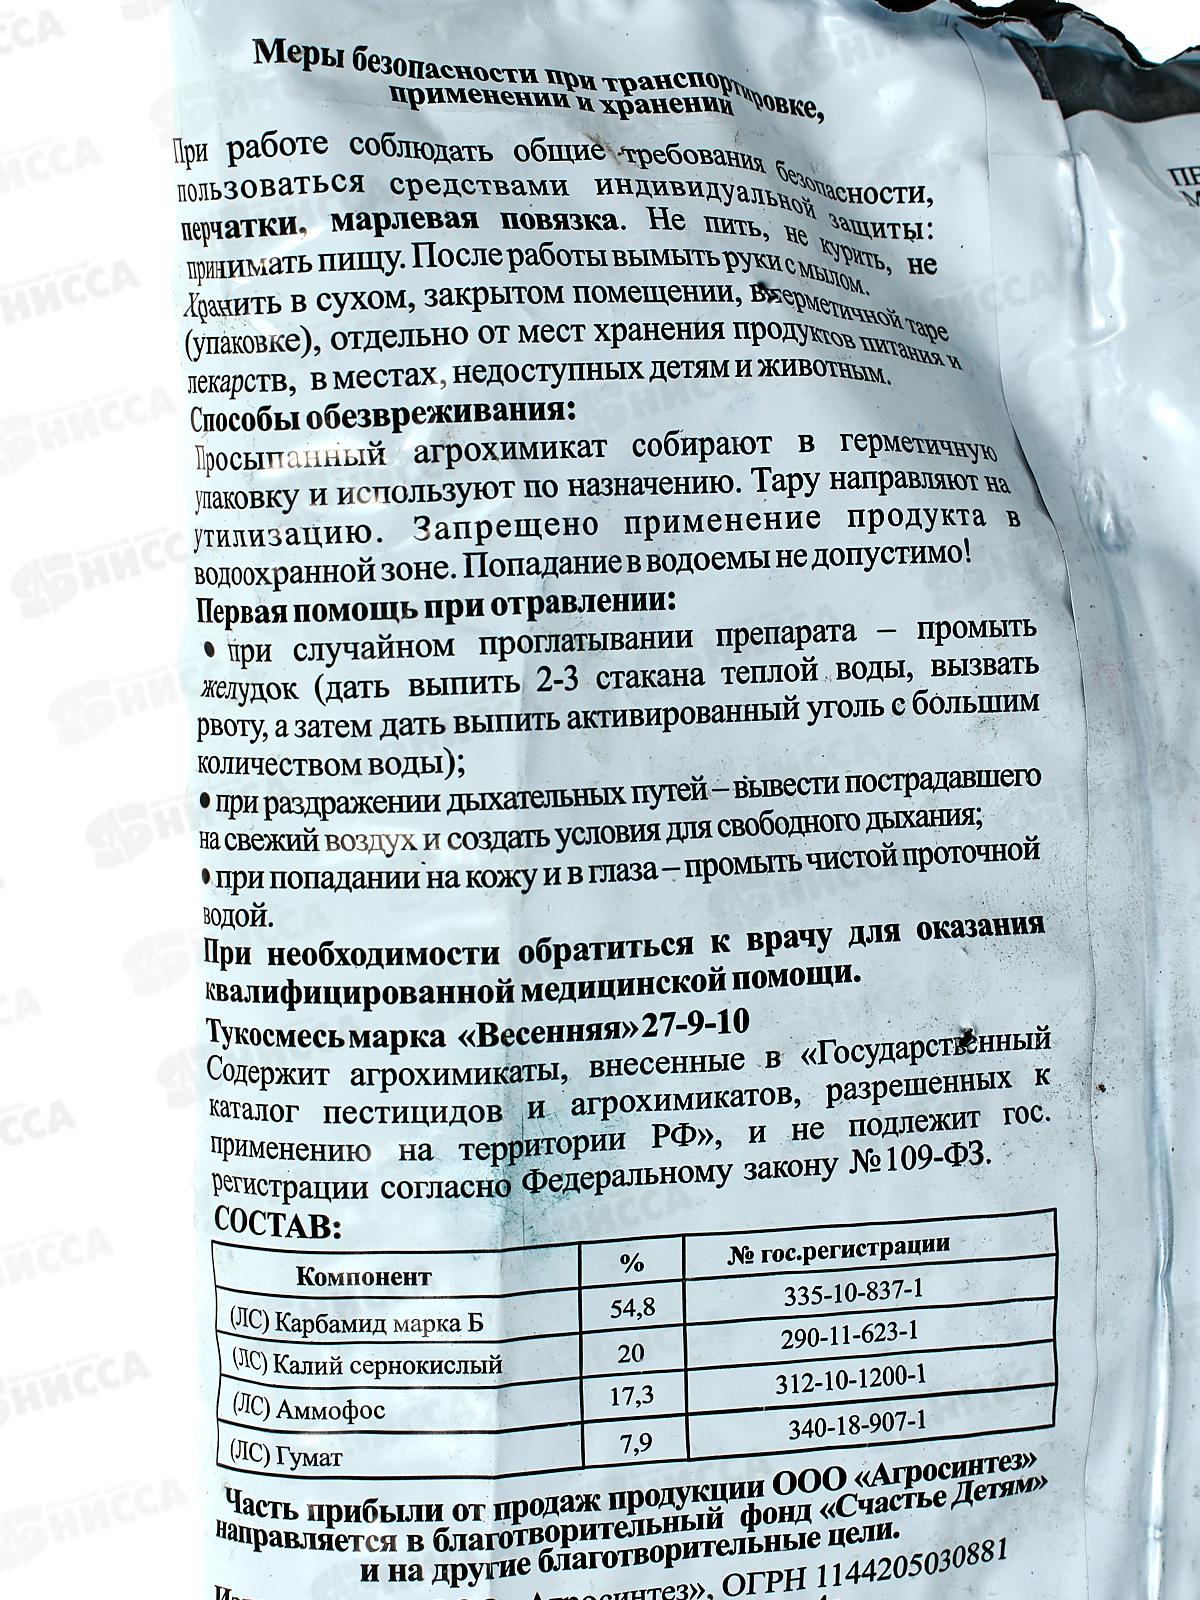 Меры безопасности при транспортировке,
применении и хранении
При работе соблюдать общие требования безопасности,
пользоваться средствами индивидуальной защиты:
перчатки, марлевая повязка. Не пить, не курить, не
принимать пищу. После работы вымыть руки с мылом.
Хранить в сухом, закрытом помещении, в герметичной таре
(упаковке), отдельно от мест хранения продуктов питания и
лекарств, в местах, недоступных детям и животным.
Способы обезвреживания:
Просыпанный агрохимикат собирают в герметичную
упаковку и используют по назначению. Тару направляют на
утилизацию. Запрещено применение продукта в
водоохранной зоне. Попадание в водоемы не допустимо!
Первая помощь при отравлении:
• при случайном проглатывании препарата – промыть
желудок (дать выпить 2-3 стакана теплой воды, вызвать
рвоту, а затем дать выпить активированный уголь с большим
количеством воды);
• при раздражении дыхательных путей – вывести пострадавшего
на свежий воздух и создать условия для свободного дыхания;
• при попадании на кожу и в глаза – промыть чистой проточной
водой.
При необходимости обратиться к врачу для оказания
квалифицированной медицинской помощи.
Тукосмесь марка «Весенняя» 27-9-10
Содержит агрохимикаты, внесенные в «Государственный
каталог пестицидов и агрохимикатов, разрешенных к
применению на территории РФ», и не подлежит гос.
регистрации согласно Федеральному закону №109-ФЗ.
СОСТАВ:
Компонент % № гос.регистрации
(ЛС) Карбамид марка Б 54,8 335-10-837-1
(ЛС) Калий сернокислый 20 290-11-623-1
(ЛС) Аммофос 17,3 312-10-1200-1
(ЛС) Гумат 7,9 340-18-907-1
Часть прибыли от продаж продукции ООО «Агросинтез»
направляется в благотворительный фонд «Счастье Детям»
и на другие благотворительные цели.
«Агросинтез», ОГРН 1144205030881
НИССА